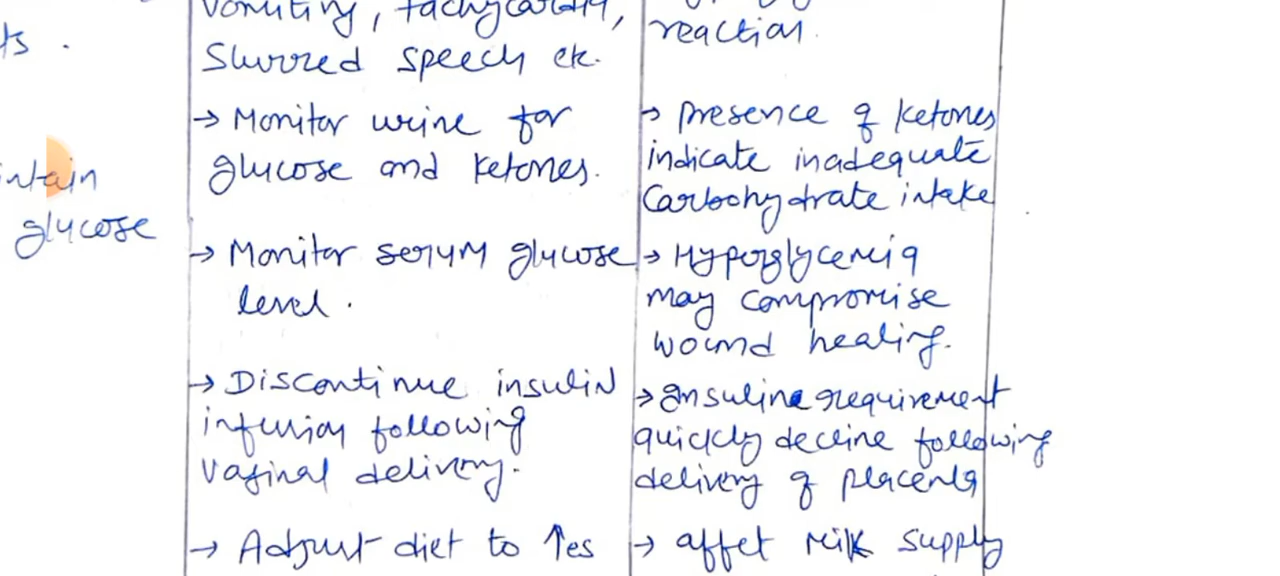 ts.
intain
glucose
vomiting, tachycardia,
Slurred speech etc.
→ Monitor urine for
glucose and ketones.
→ Monitor serum glucose
level.
→ Discontinue insulin
infusion following
vaginal delivery.
→ Adjust diet to ↑es
reaction.
→ presence of ketones
indicate inadequate
Carbohydrate intake
→ Hyperglycemia
may compromise
wound healing.
→ Insuline requirement
quickly decline following
delivery of placenta
→ affet milk supply